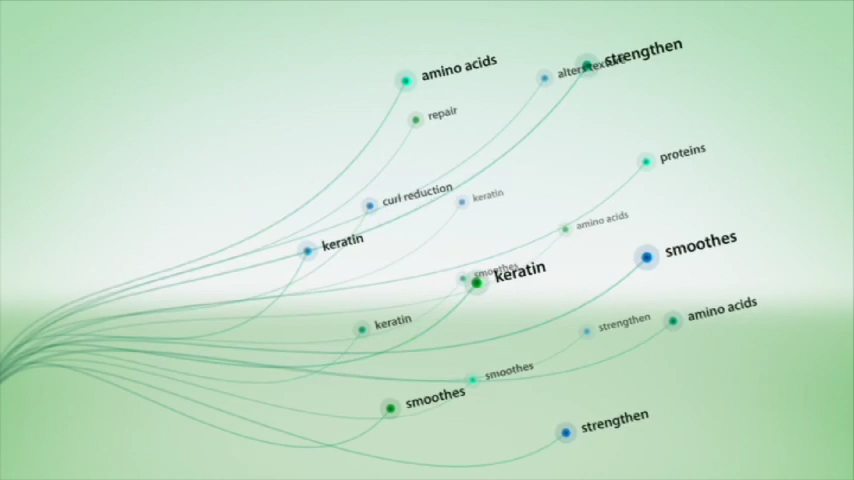 strengthen
amino acids
alters texture
repair
proteins
curl reduction
keratin
amino acids
keratin
smoothes
smoothes
keratin
amino acids
keratin
strengthen
smoothes
smoothes
strengthen